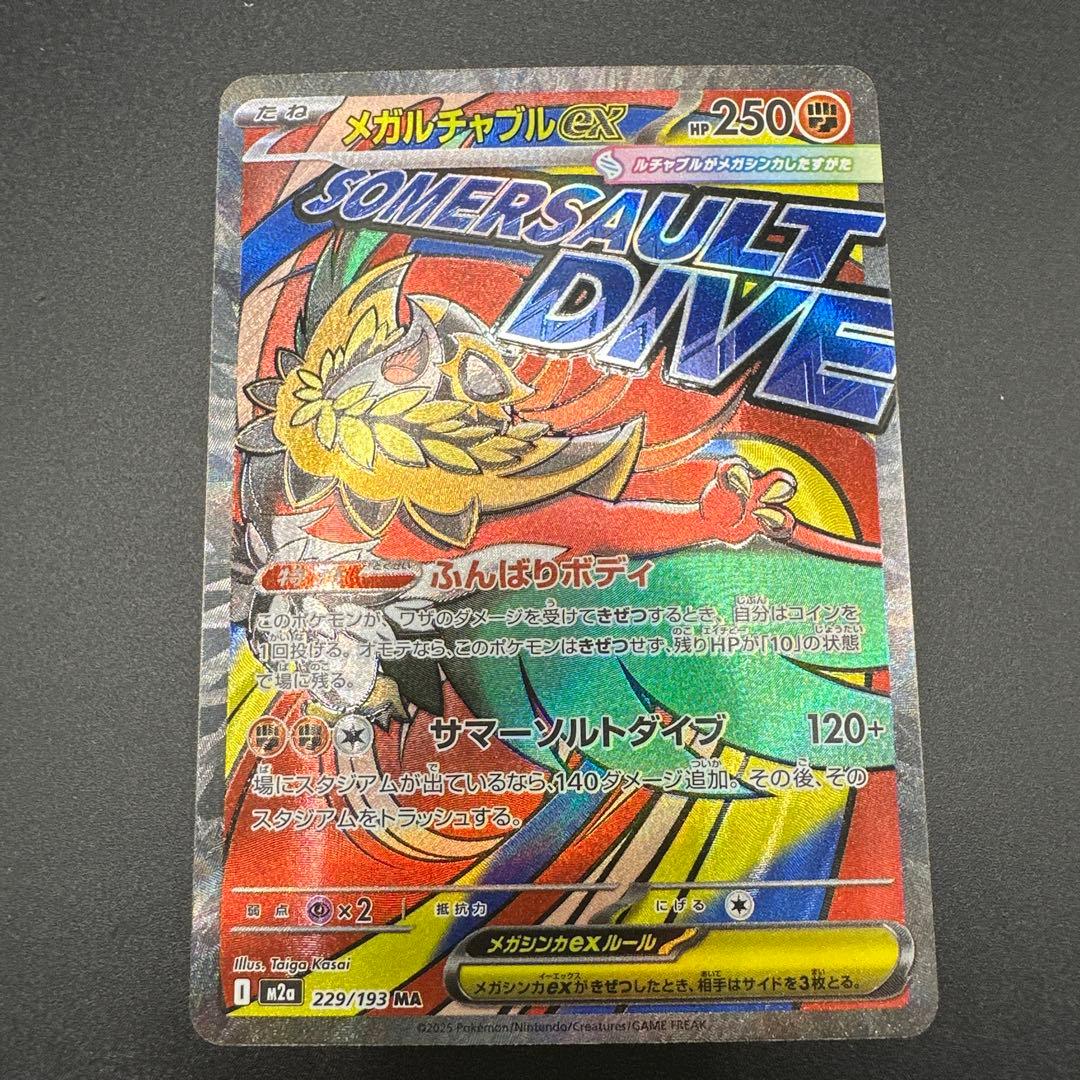 たね メガルチャブルex HP250
ルチャブルがメガシンカしたすがた
SOMERSAULT
DIVE
特性 とくせい ふんばりボディ
このポケモンが、ワザのダメージを受けてきぜつするとき、自分はコインを
1回投げる。オモテなら、このポケモンはきぜつせず、残りHPが「10」の状態
で場に残る。
サマーソルトダイブ 120+
場にスタジアムが出ているなら、140ダメージ追加。その後、その
スタジアムをトラッシュする。
弱点 ×2 抵抗力 にげる
メガシンカexルール
メガシンカexがきぜつしたとき、相手はサイドを3枚とる。
Illus. Taiga Kasai
I m2a 229/193 MA
©2025 Pokémon/Nintendo/Creatures/GAME FREAK